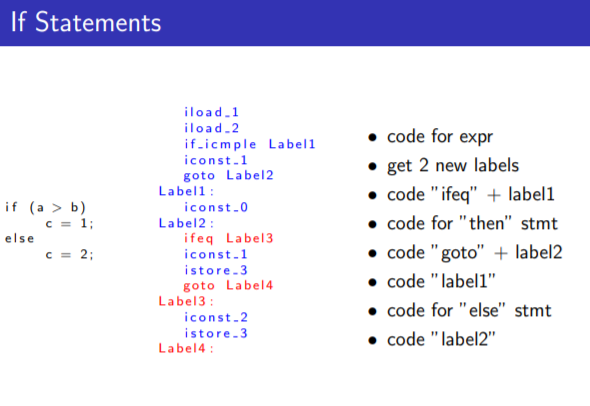 If Statements
if (a > b)
c = 1;
else
c = 2;
iload_1
iload_2
if_icmple Label1
iconst_1
goto Label2
Label1:
iconst_0
Label2:
ifeq Label3
iconst_1
istore_3
goto Label4
Label3:
iconst_2
istore_3
Label4:
• code for expr
• get 2 new labels
• code "ifeq" + label1
• code for "then" stmt
• code "goto" + label2
• code "label1"
• code for "else" stmt
• code "label2"